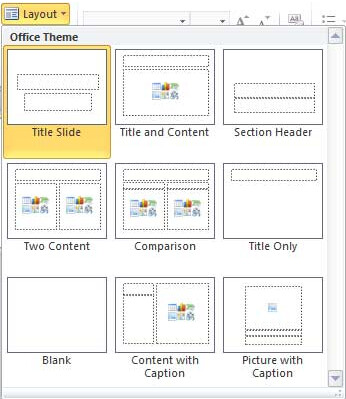 Layout
Office Theme
Title Slide
Title and Content
Section Header
Two Content
Comparison
Title Only
Blank
Content with
Caption
Picture with
Caption